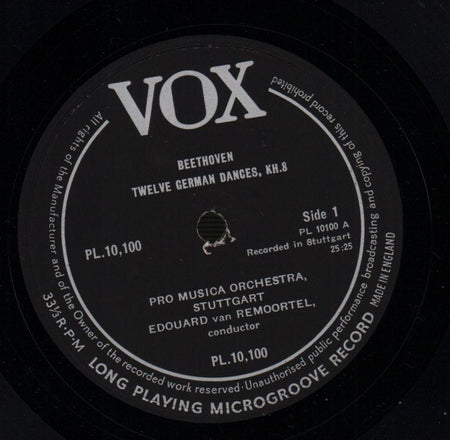 VOX
BEETHOVEN
TWELVE GERMAN DANCES, KH.8
PL.10,100
Side 1
PL 10100 A
Recorded in Stuttgart
25:25
PRO MUSICA ORCHESTRA,
STUTTGART
EDOUARD van REMOORTEL,
conductor
PL.10,100
All rights of the Manufacturer and of the Owner of the recorded work reserved·Unauthorised public performance broadcasting and copying of this record prohibited
33⅓ R·P·M LONG PLAYING MICROGROOVE RECORD MADE IN ENGLAND